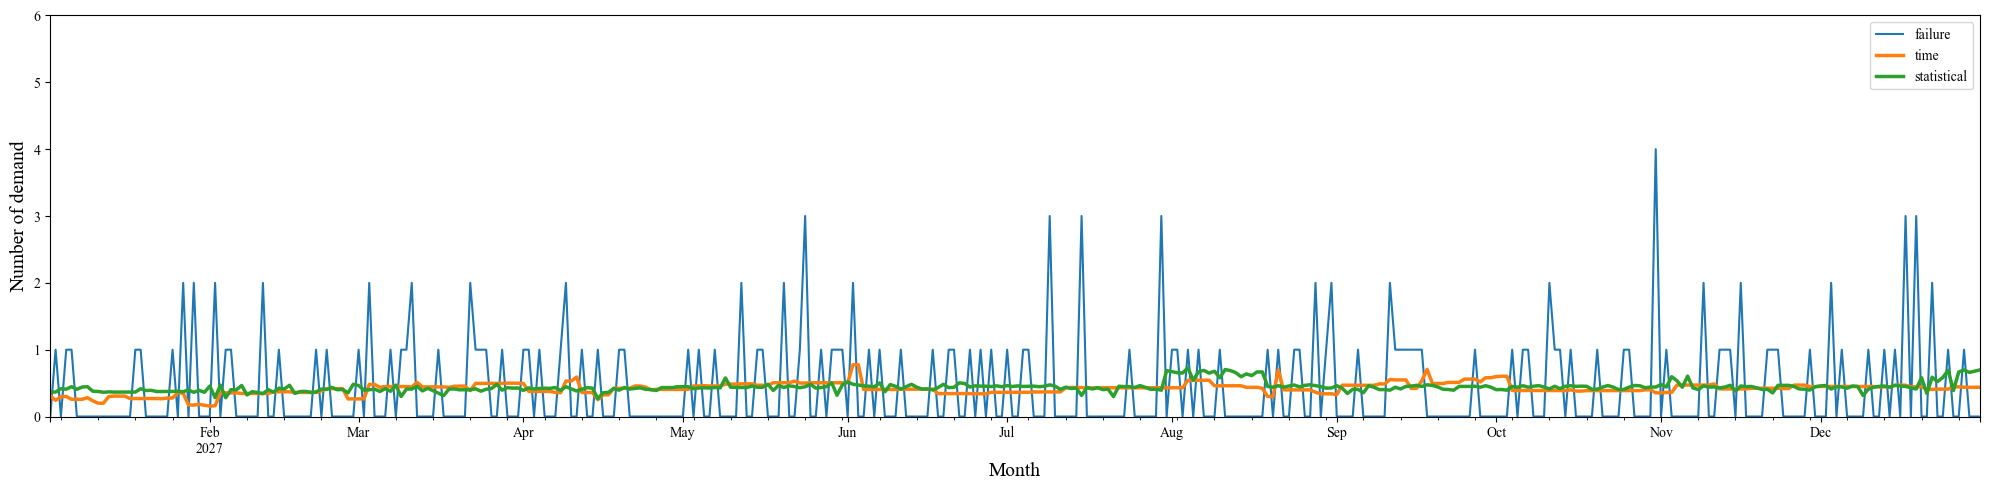 6
5
4
3
2
1
0
Number of demand
failure
time
statistical
Feb
2027
Mar
Apr
May
Jun
Jul
Aug
Sep
Oct
Nov
Dec
Month